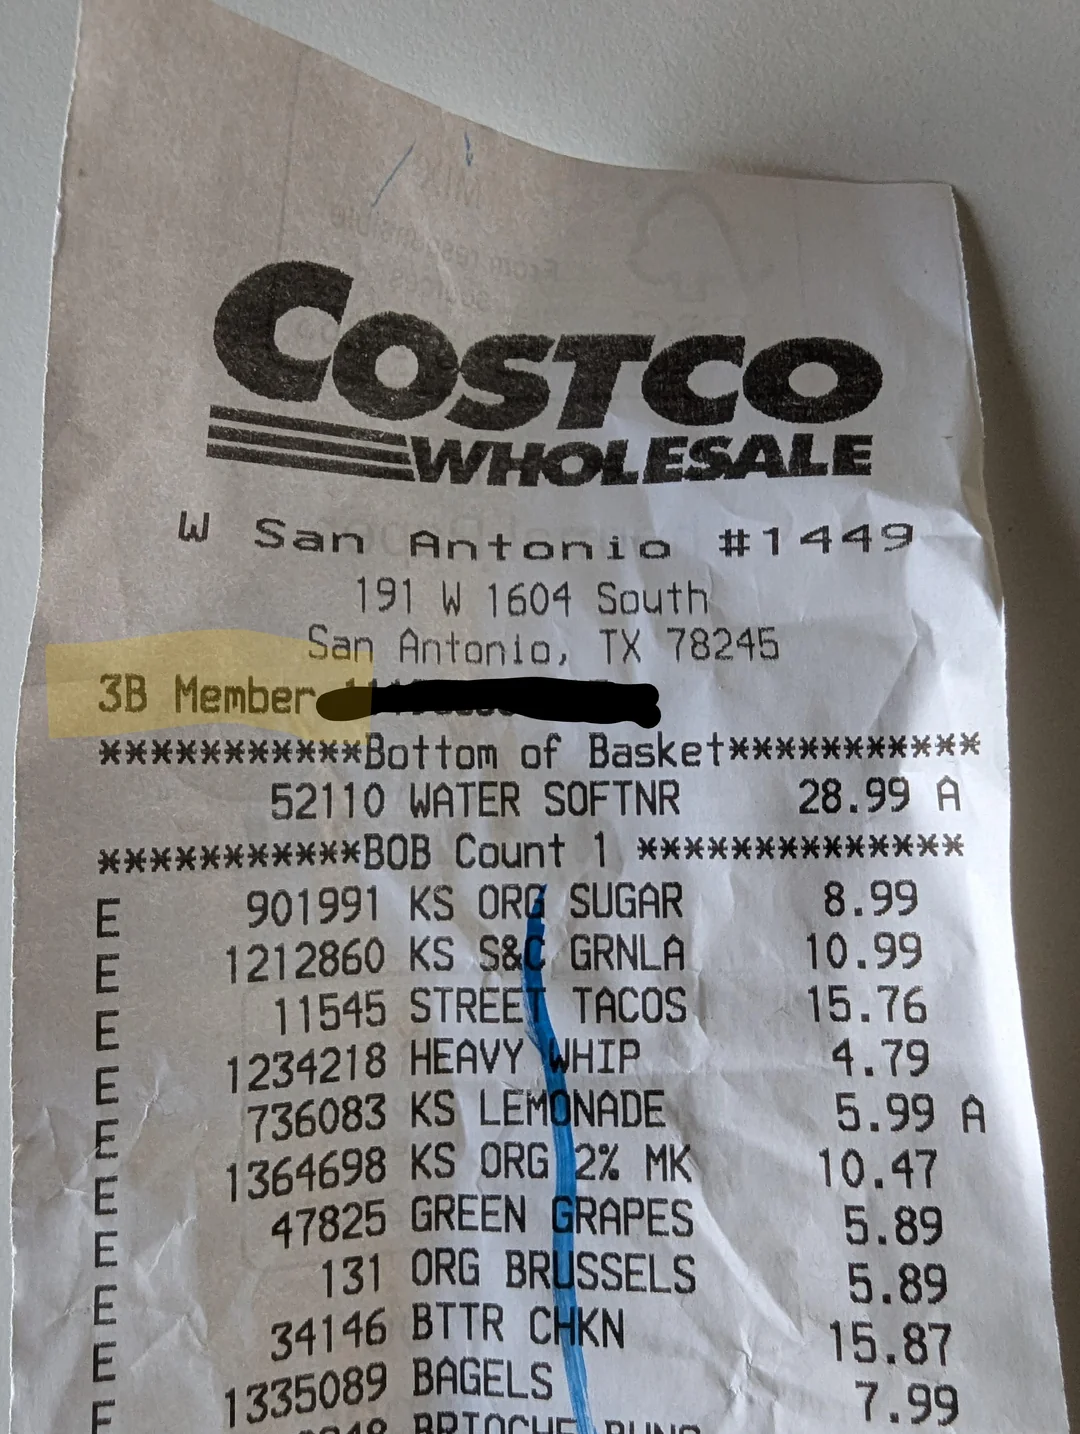 COSTCO
WHOLESALE
W San Antonio #1449
191 W 1604 South
San Antonio, TX 78245
3B Member
***********Bottom of Basket***********
52110 WATER SOFTNR 28.99 A
***********BOB Count 1 **************
E 901991 KS ORG SUGAR 8.99
E 1212860 KS S&C GRNLA 10.99
E 11545 STREET TACOS 15.76
E 1234218 HEAVY WHIP 4.79
E 736083 KS LEMONADE 5.99 A
E 1364698 KS ORG 2% MK 10.47
E 47825 GREEN GRAPES 5.89
E 131 ORG BRUSSELS 5.89
E 34146 BTTR CHKN 15.87
E 1335089 BAGELS 7.99
BRIOCHE BUNS